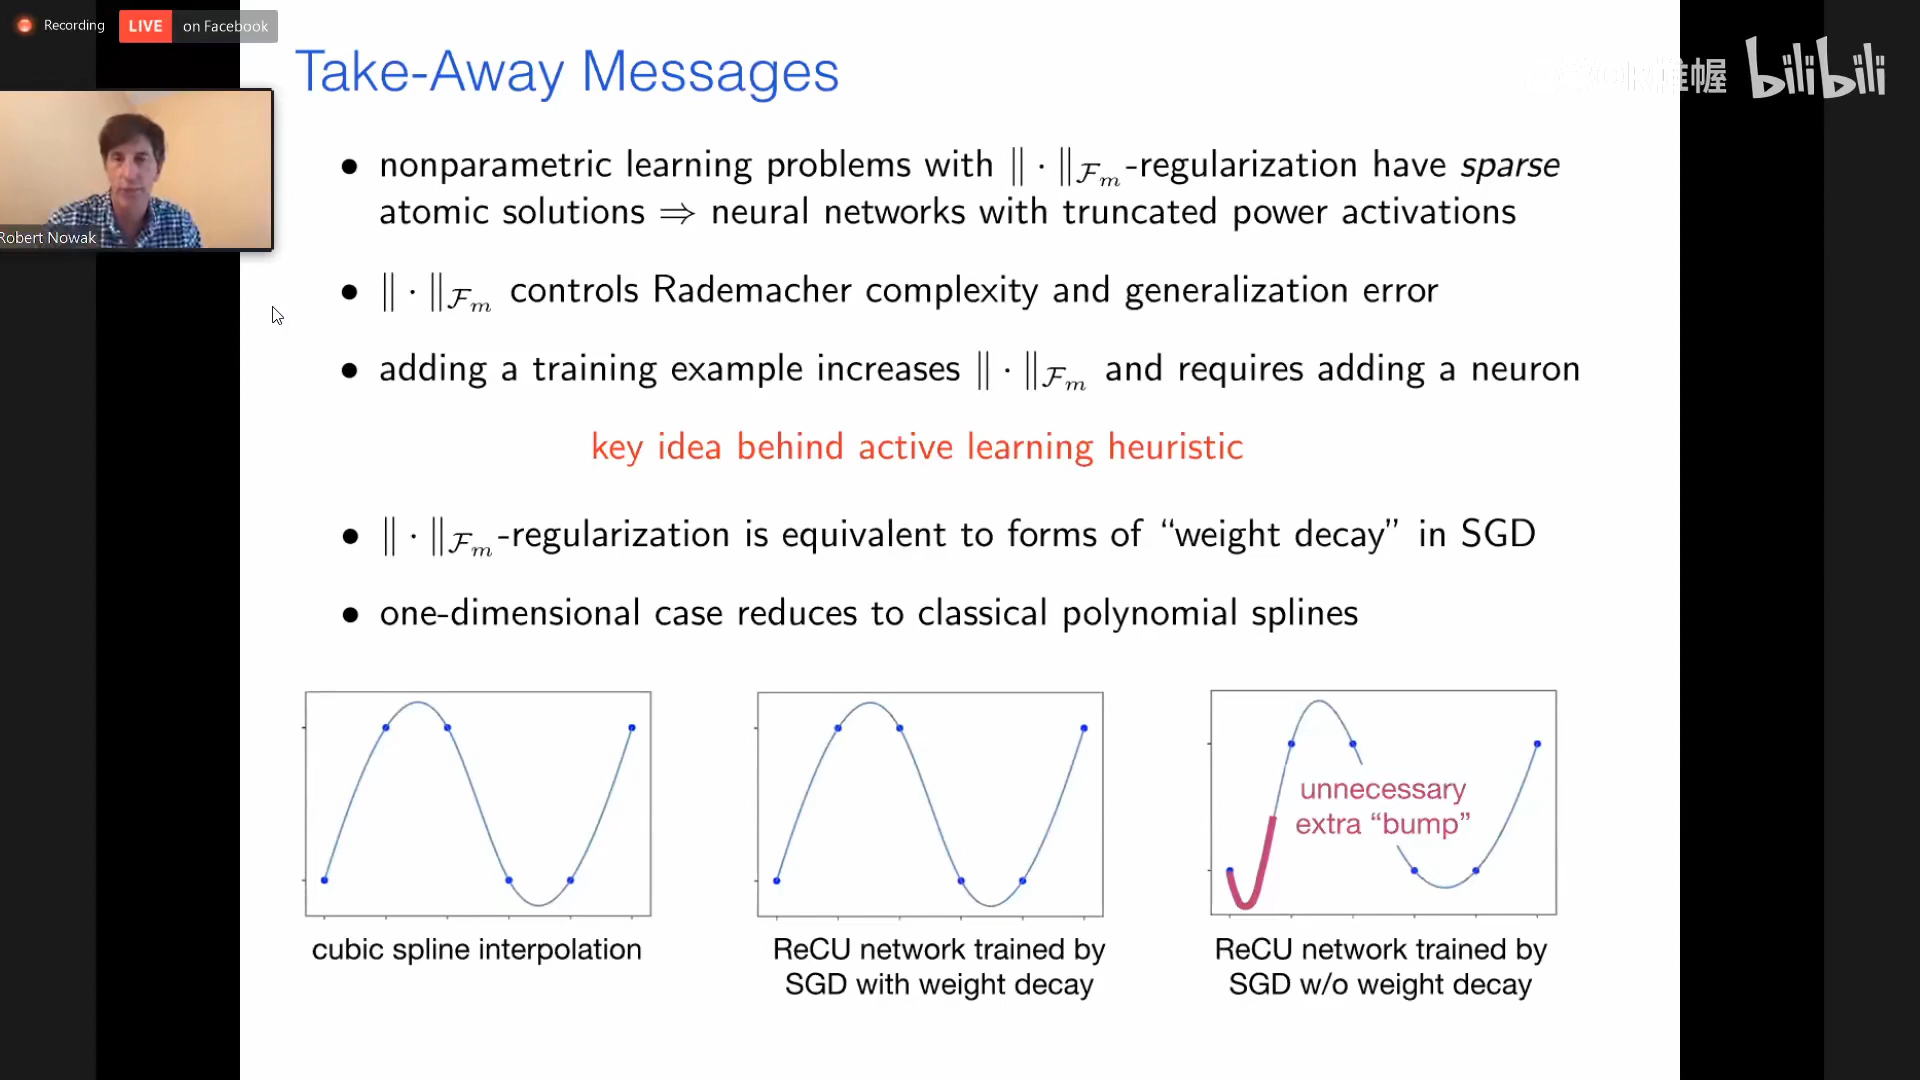 Recording
LIVE on Facebook
Take-Away Messages
Robert Nowak
bilibili
• nonparametric learning problems with ‖ · ‖_{ℱ_m}-regularization have sparse
atomic solutions ⇒ neural networks with truncated power activations
• ‖ · ‖_{ℱ_m} controls Rademacher complexity and generalization error
• adding a training example increases ‖ · ‖_{ℱ_m} and requires adding a neuron
key idea behind active learning heuristic
• ‖ · ‖_{ℱ_m}-regularization is equivalent to forms of “weight decay” in SGD
• one-dimensional case reduces to classical polynomial splines
unnecessary
extra “bump”
cubic spline interpolation
ReCU network trained by
SGD with weight decay
ReCU network trained by
SGD w/o weight decay